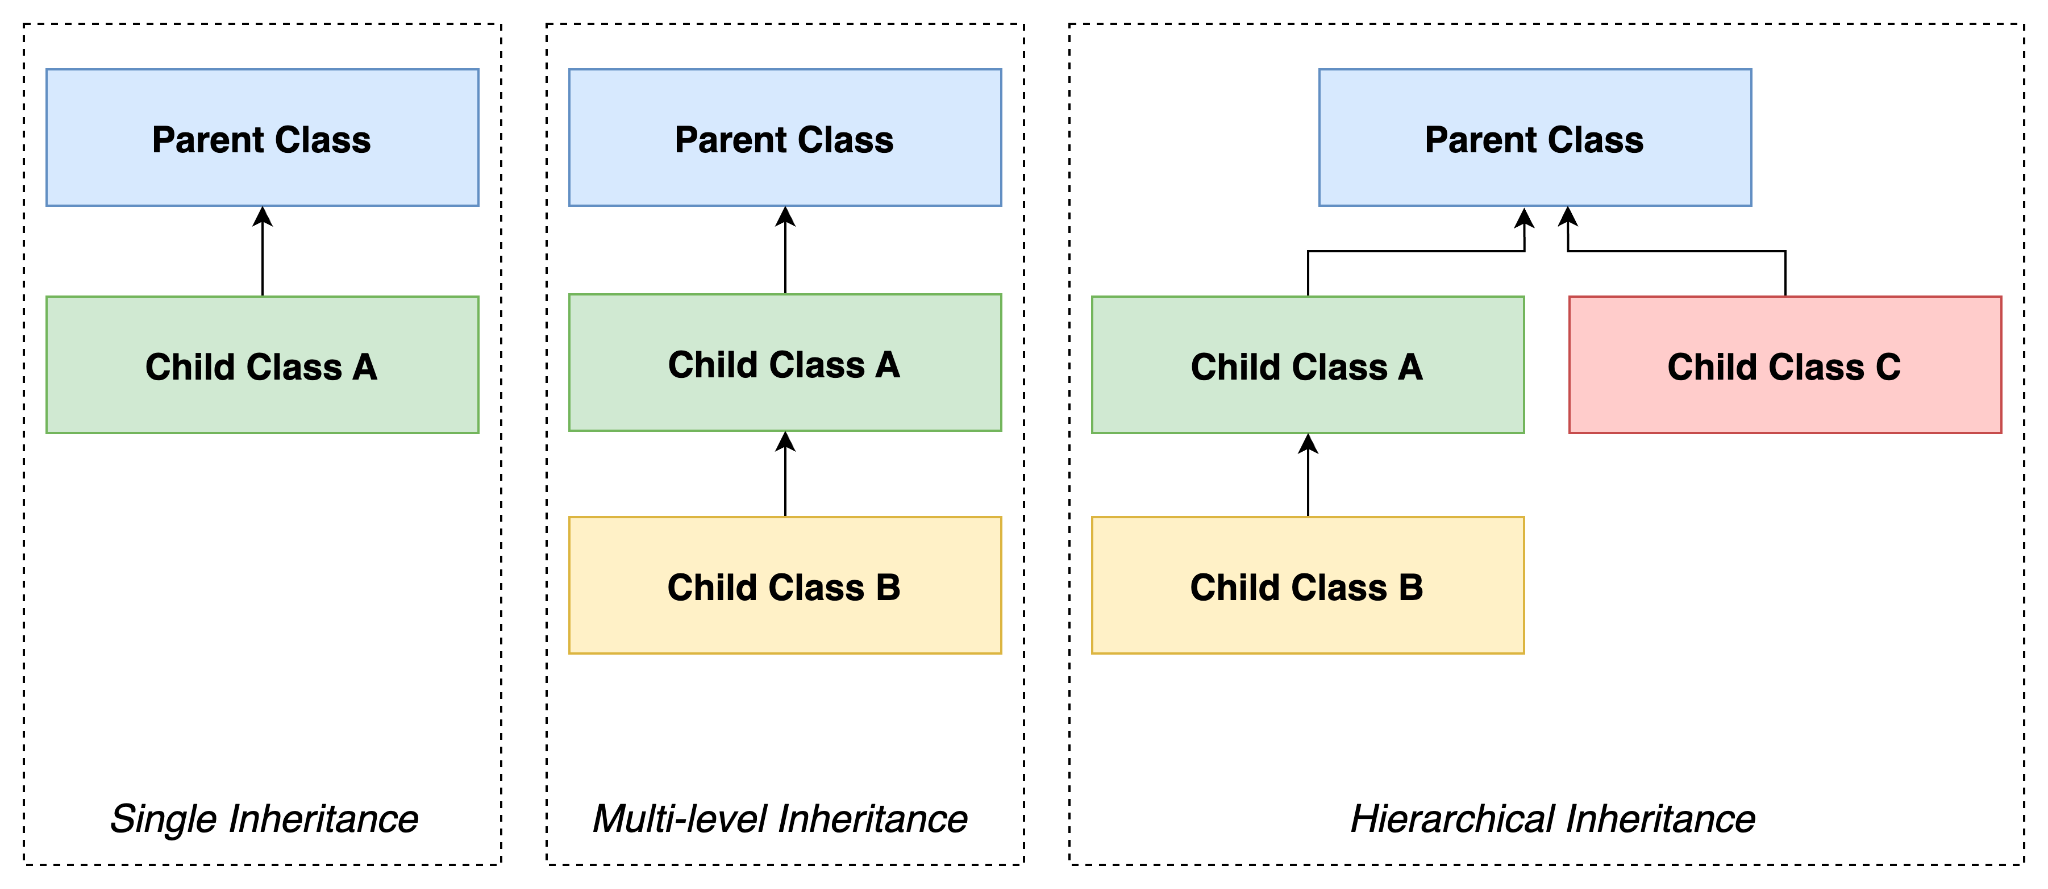 Parent Class
Child Class A
Single Inheritance
Parent Class
Child Class A
Child Class B
Multi-level Inheritance
Parent Class
Child Class A
Child Class C
Child Class B
Hierarchical Inheritance